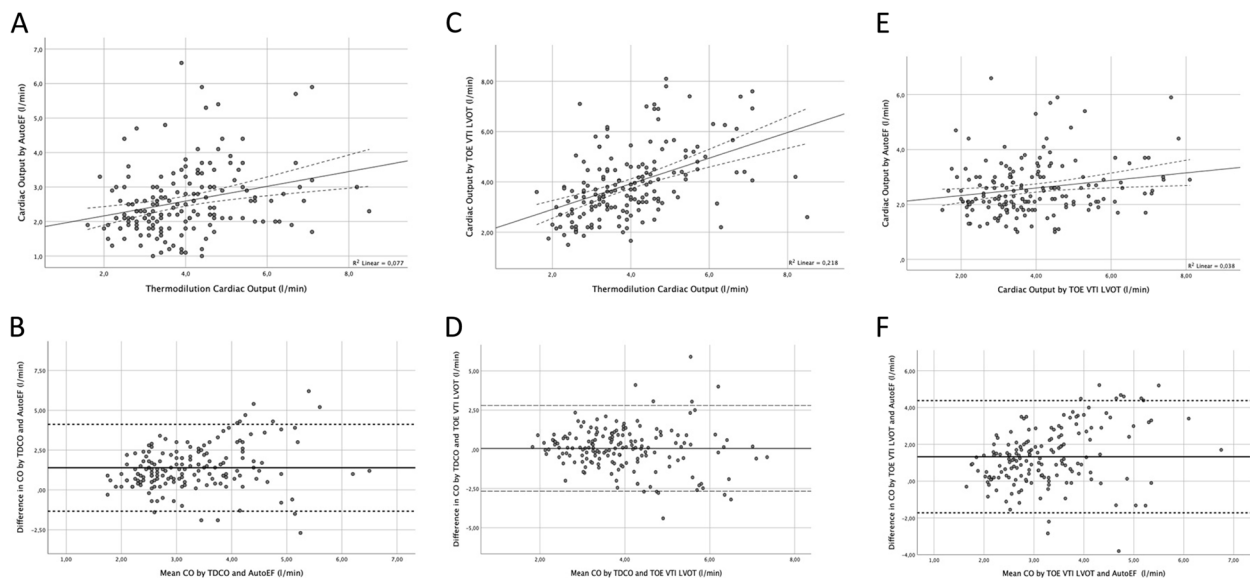 A
Cardiac Output by AutoEF (l/min)
7,0
6,0
5,0
4,0
3,0
2,0
1,0
2,0 4,0 6,0 8,0
R² Linear = 0,077
Thermodilution Cardiac Output (l/min)
C
Cardiac Output by TOE VTI LVOT (l/min)
8,00
6,00
4,00
2,00
,00
2,0 4,0 6,0 8,0
R² Linear = 0,218
Thermodilution Cardiac Output (l/min)
E
Cardiac Output by AutoEF (l/min)
6,0
4,0
2,0
,0
2,00 4,00 6,00 8,00
R² Linear = 0,038
Cardiac Output by TOE VTI LVOT (l/min)
B
Difference in CO by TDCO and AutoEF (l/min)
7,50
5,00
2,50
,00
-2,50
1,00 2,00 3,00 4,00 5,00 6,00 7,00
Mean CO by TDCO and AutoEF (l/min)
D
Difference in CO by TDCO and TOE VTI LVOT (l/min)
5,00
2,50
,00
-2,50
-5,00
2,00 4,00 6,00 8,00
Mean CO by TDCO and TOE VTI LVOT (l/min)
F
Difference in CO by TOE VTI LVOT and AutoEF (l/min)
6,00
4,00
2,00
,00
-2,00
-4,00
1,00 2,00 3,00 4,00 5,00 6,00 7,00
Mean CO by TOE VTI LVOT and AutoEF (l/min)